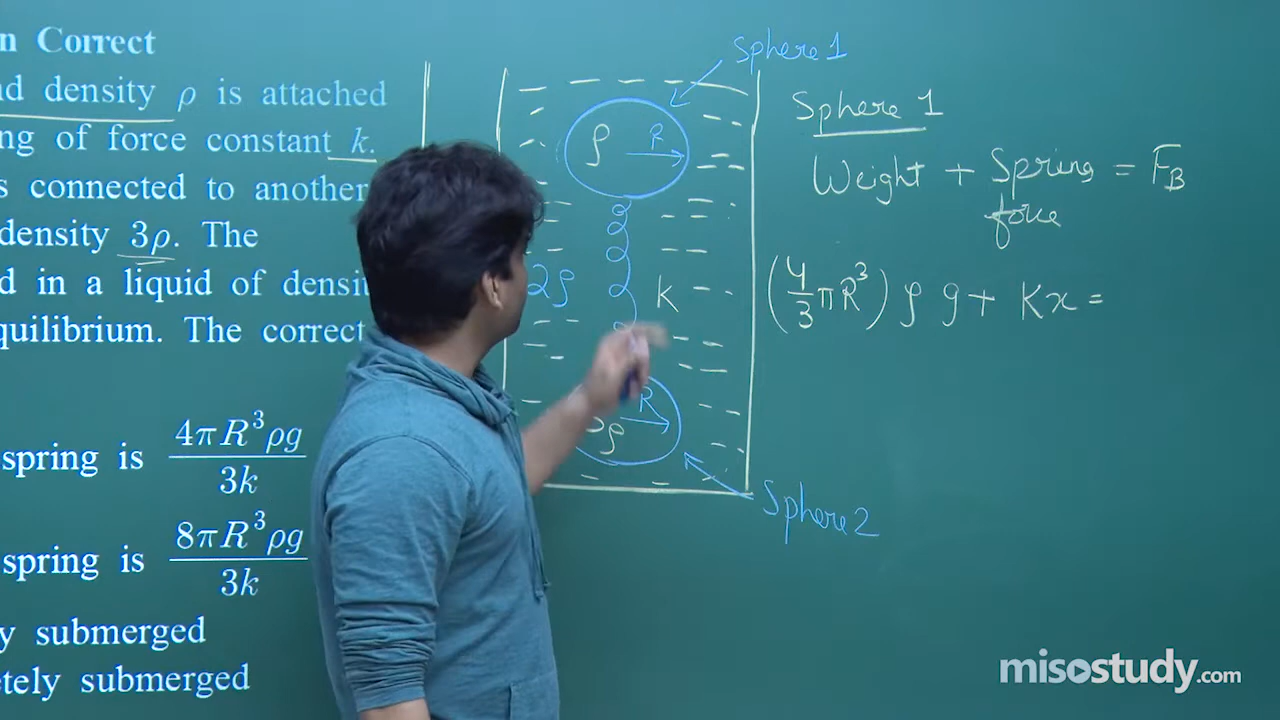 n Correct
nd density ρ is attached
ng of force constant k.
s connected to another
density 3ρ. The
d in a liquid of densit
quilibrium. The correct
spring is 4πR³ρg / 3k
spring is 8πR³ρg / 3k
y submerged
etely submerged
Sphere 1
ρ R
2ρ
K
R
ρ
Sphere 2
Sphere 1
Weight + Spring force = F_B
(4/3 πR³) ρ g + Kx =
misostudy.com